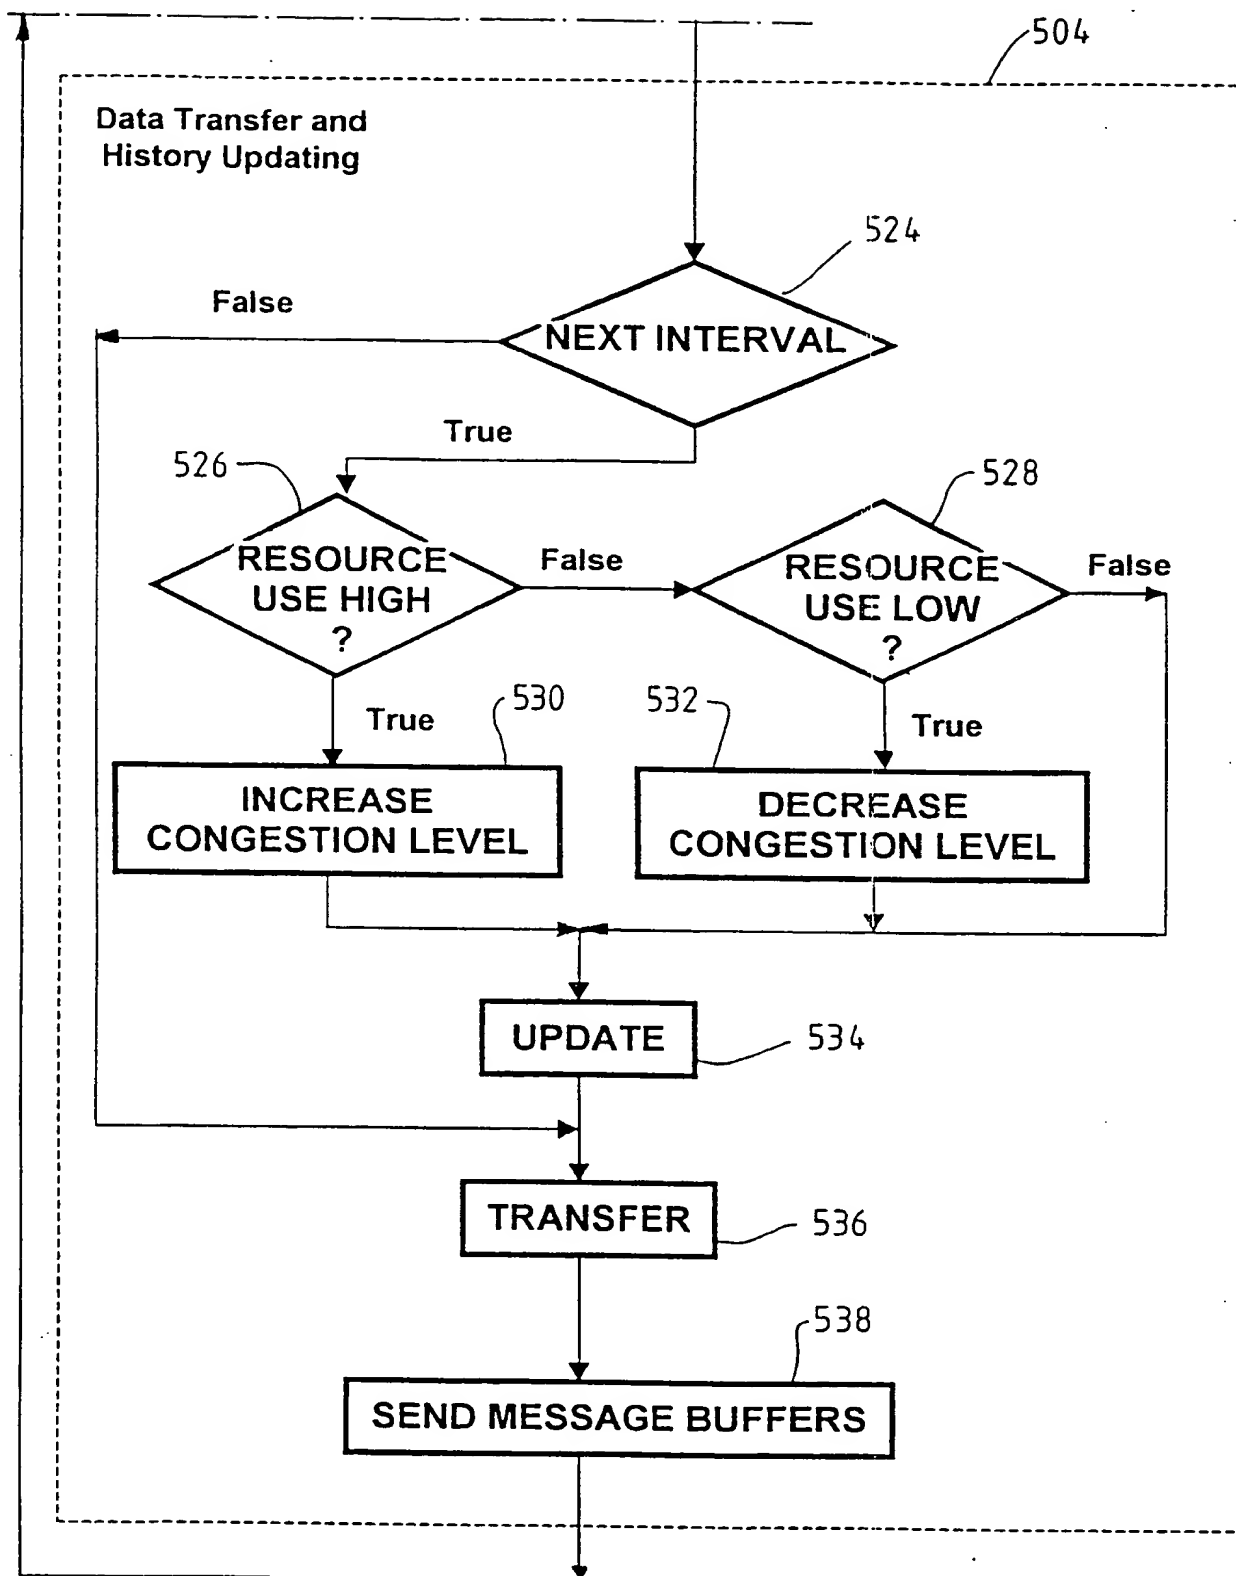 504
Data Transfer and
History Updating
524
False
NEXT INTERVAL
True
526
528
RESOURCE
USE HIGH
?
False
RESOURCE
USE LOW
?
False
True
530
532
True
INCREASE
CONGESTION LEVEL
DECREASE
CONGESTION LEVEL
UPDATE
534
TRANSFER
536
538
SEND MESSAGE BUFFERS